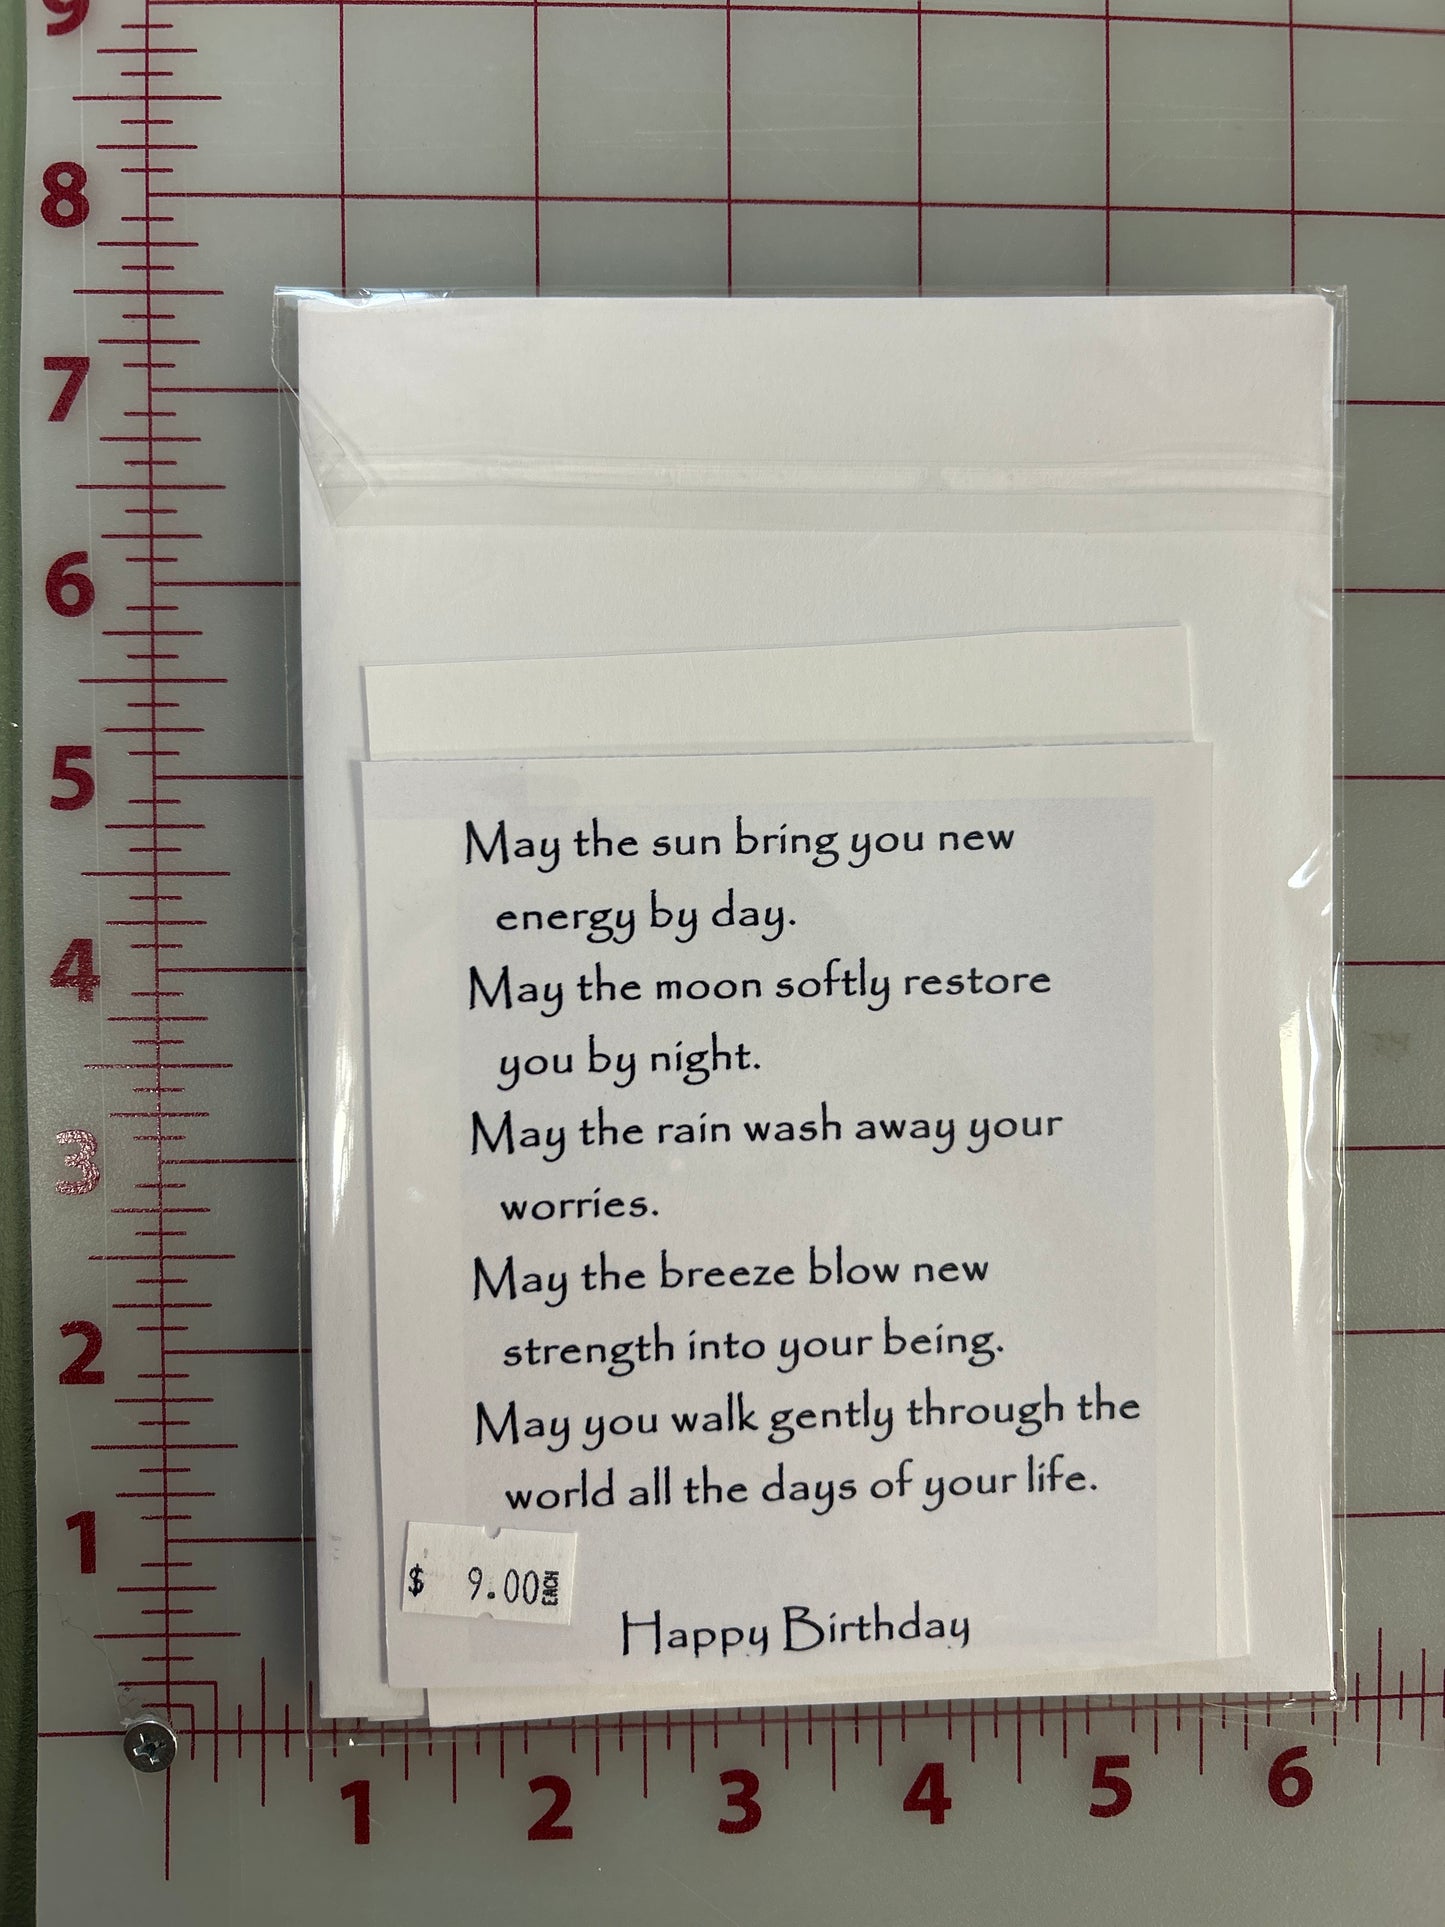 9
8
7
6
5
4
3
2
1
May the sun bring you new
energy by day.
May the moon softly restore
you by night.
May the rain wash away your
worries.
May the breeze blow new
strength into your being.
May you walk gently through the
world all the days of your life.
$ 9.00 EACH
Happy Birthday
1 2 3 4 5 6